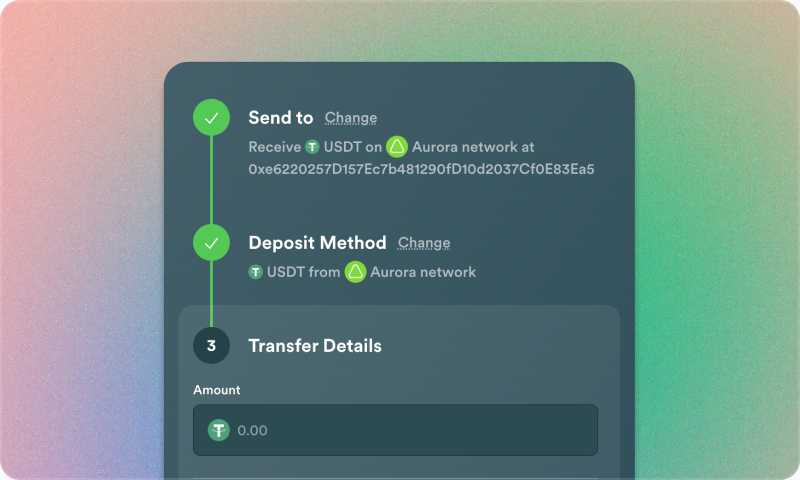 Send to Change
Receive USDT on Aurora network at
0xe6220257D157Ec7b481290fD10d2037Cf0E83Ea5
Deposit Method Change
USDT from Aurora network
3 Transfer Details
Amount
0.00